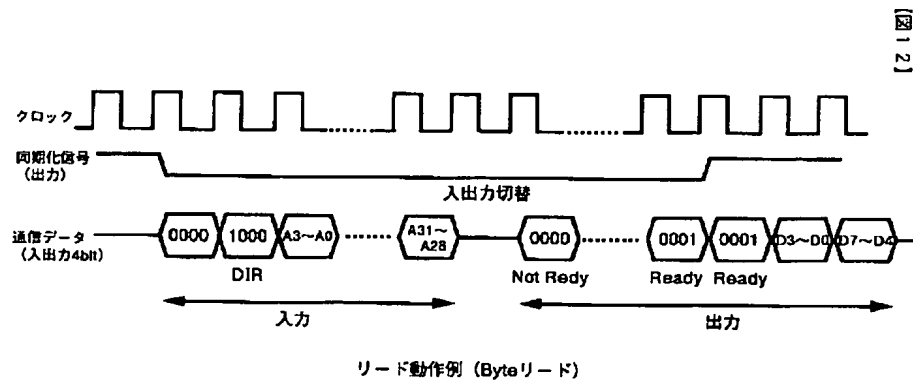 【図12】
クロック
同期化信号
(出力)
入出力切替
通信データ
(入出力4bit)
0000 1000 A3～A0 A31～A28 0000 0001 0001 D3～D0 D7～D4
DIR Not Redy Ready Ready
入力 出力
リード動作例 (Byteリード)